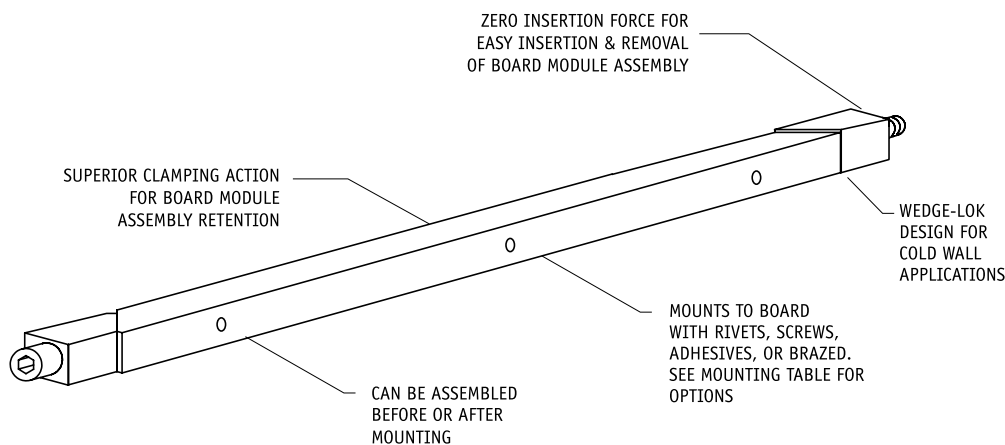 ZERO INSERTION FORCE FOR
EASY INSERTION & REMOVAL
OF BOARD MODULE ASSEMBLY
SUPERIOR CLAMPING ACTION
FOR BOARD MODULE
ASSEMBLY RETENTION
WEDGE-LOK
DESIGN FOR
COLD WALL
APPLICATIONS
MOUNTS TO BOARD
WITH RIVETS, SCREWS,
ADHESIVES, OR BRAZED.
SEE MOUNTING TABLE FOR
OPTIONS
CAN BE ASSEMBLED
BEFORE OR AFTER
MOUNTING